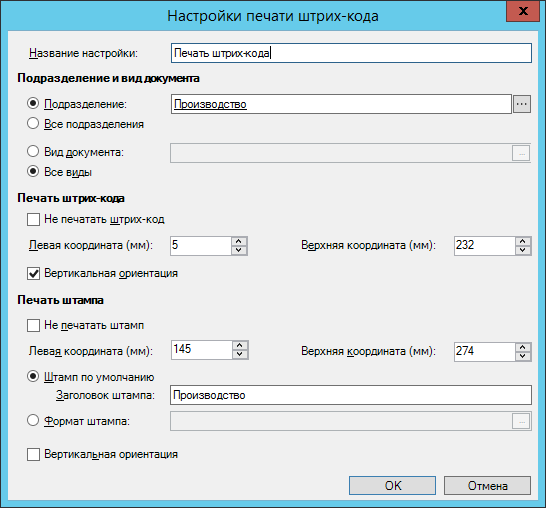 Настройки печати штрих-кода
x
Название настройки: Печать штрих-кода
Подразделение и вид документа
Подразделение: Производство ...
Все подразделения
Вид документа: ...
Все виды
Печать штрих-кода
Не печатать штрих-код
Левая координата (мм): 5 Верхняя координата (мм): 232
Вертикальная ориентация
Печать штампа
Не печатать штамп
Левая координата (мм): 145 Верхняя координата (мм): 274
Штамп по умолчанию
Заголовок штампа: Производство
Формат штампа: ...
Вертикальная ориентация
OK Отмена